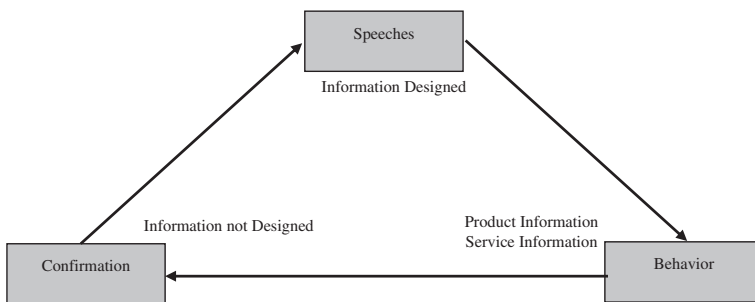 Speeches
Information Designed
Information not Designed
Product Information
Service Information
Confirmation
Behavior